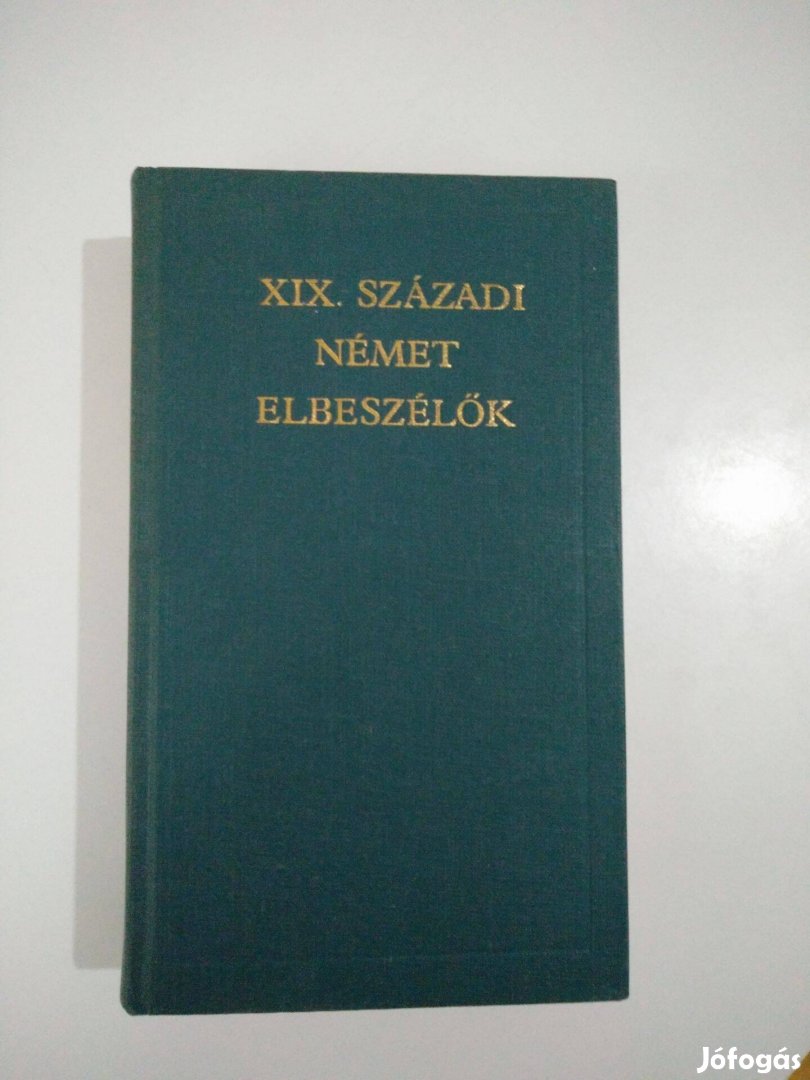 XIX. SZÁZADI
NÉMET
ELBESZÉLŐK
Jófogás